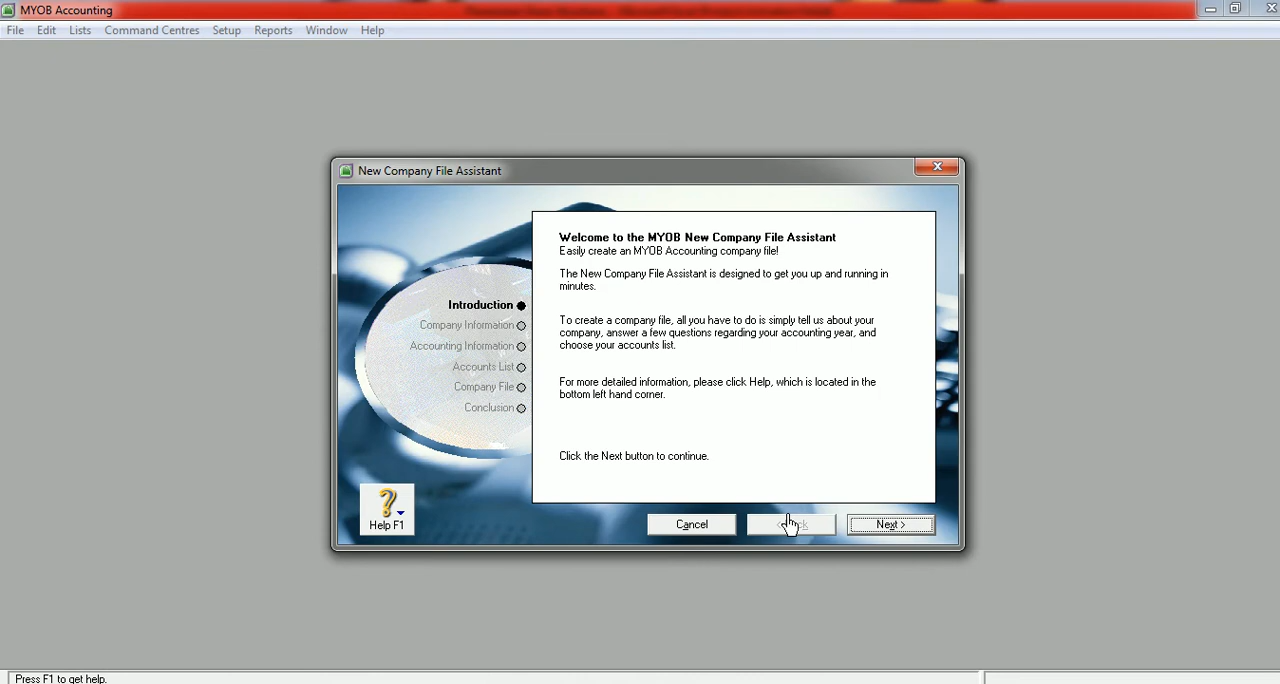 MYOB Accounting
File Edit Lists Command Centres Setup Reports Window Help
New Company File Assistant
Introduction
Company Information
Accounting Information
Accounts List
Company File
Conclusion
Welcome to the MYOB New Company File Assistant
Easily create an MYOB Accounting company file!
The New Company File Assistant is designed to get you up and running in
minutes.
To create a company file, all you have to do is simply tell us about your
company, answer a few questions regarding your accounting year, and
choose your accounts list.
For more detailed information, please click Help, which is located in the
bottom left hand corner.
Click the Next button to continue.
Help F1
Cancel
Next >
Press F1 to get help.